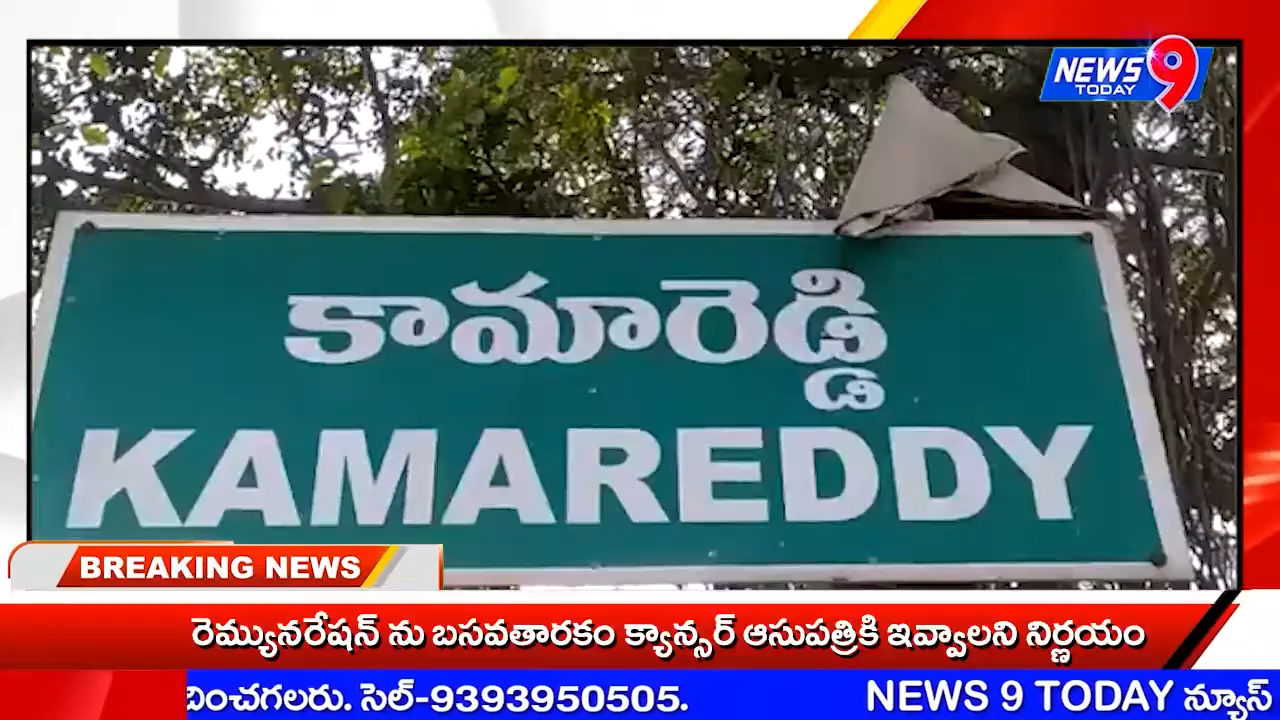 NEWS 9
TODAY
కామారెడ్డి
KAMAREDDY
BREAKING NEWS
రెమ్యునరేషన్ ను బసవతారకం క్యాన్సర్ ఆసుపత్రికి ఇవ్వాలని నిర్ణయం
వించగలరు. సెల్-9393950505. NEWS 9 TODAY న్యూస్